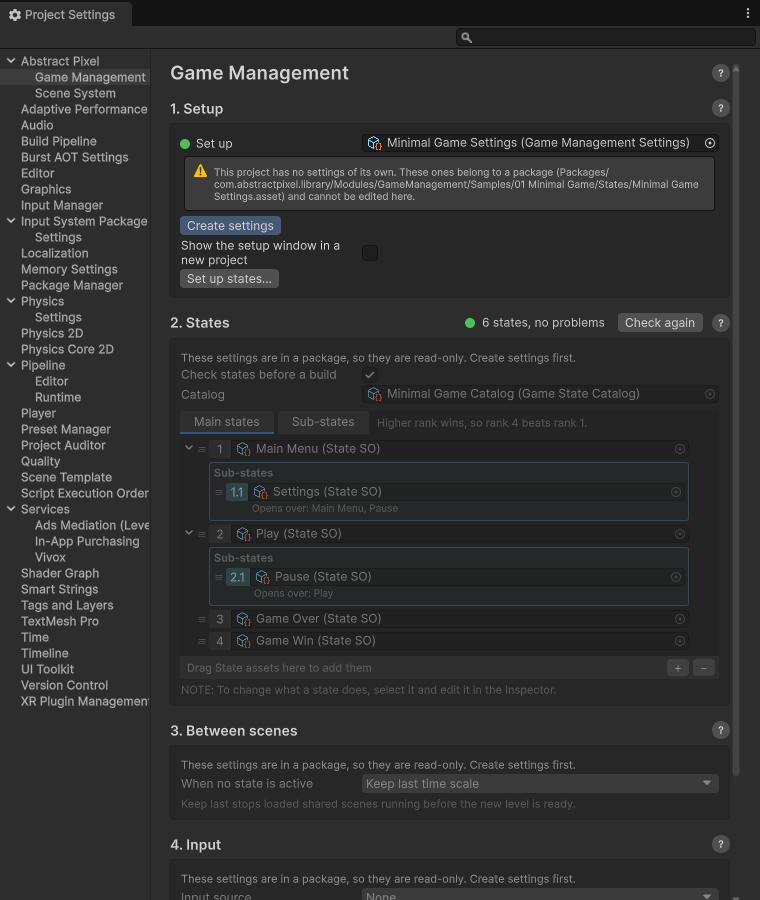 Project Settings
Abstract Pixel
Game Management
Scene System
Adaptive Performance
Audio
Build Pipeline
Burst AOT Settings
Editor
Graphics
Input Manager
Input System Package
Settings
Localization
Memory Settings
Package Manager
Physics
Settings
Physics 2D
Physics Core 2D
Pipeline
Editor
Runtime
Player
Preset Manager
Project Auditor
Quality
Scene Template
Script Execution Order
Services
Ads Mediation (Leve
In-App Purchasing
Vivox
Shader Graph
Smart Strings
Tags and Layers
TextMesh Pro
Time
Timeline
UI Toolkit
Version Control
XR Plugin Management
Game Management ?
1. Setup ?
Set up Minimal Game Settings (Game Management Settings)
This project has no settings of its own. These ones belong to a package (Packages/
com.abstractpixel.library/Modules/GameManagement/Samples/01 Minimal Game/States/Minimal Game
Settings.asset) and cannot be edited here.
Create settings
Show the setup window in a
new project
Set up states...
2. States 6 states, no problems Check again ?
These settings are in a package, so they are read-only. Create settings first.
Check states before a build
Catalog Minimal Game Catalog (Game State Catalog)
Main states Sub-states Higher rank wins, so rank 4 beats rank 1.
1 Main Menu (State SO)
Sub-states
1.1 Settings (State SO)
Opens over: Main Menu, Pause
2 Play (State SO)
Sub-states
2.1 Pause (State SO)
Opens over: Play
3 Game Over (State SO)
4 Game Win (State SO)
Drag State assets here to add them + −
NOTE: To change what a state does, select it and edit it in the Inspector.
3. Between scenes ?
These settings are in a package, so they are read-only. Create settings first.
When no state is active Keep last time scale
Keep last stops loaded shared scenes running before the new level is ready.
4. Input ?
These settings are in a package, so they are read-only. Create settings first.
Input source None